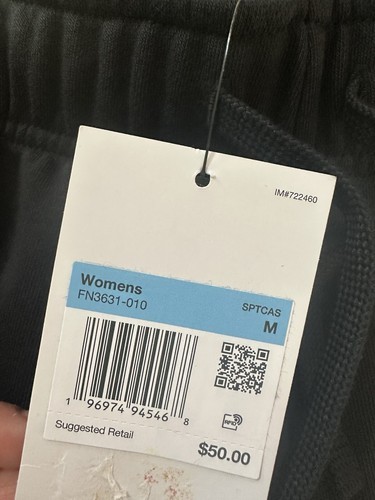 IM#722460
Womens
FN3631-010
SPTCAS
M
1 96974 94546 8
RFID
Suggested Retail
$50.00